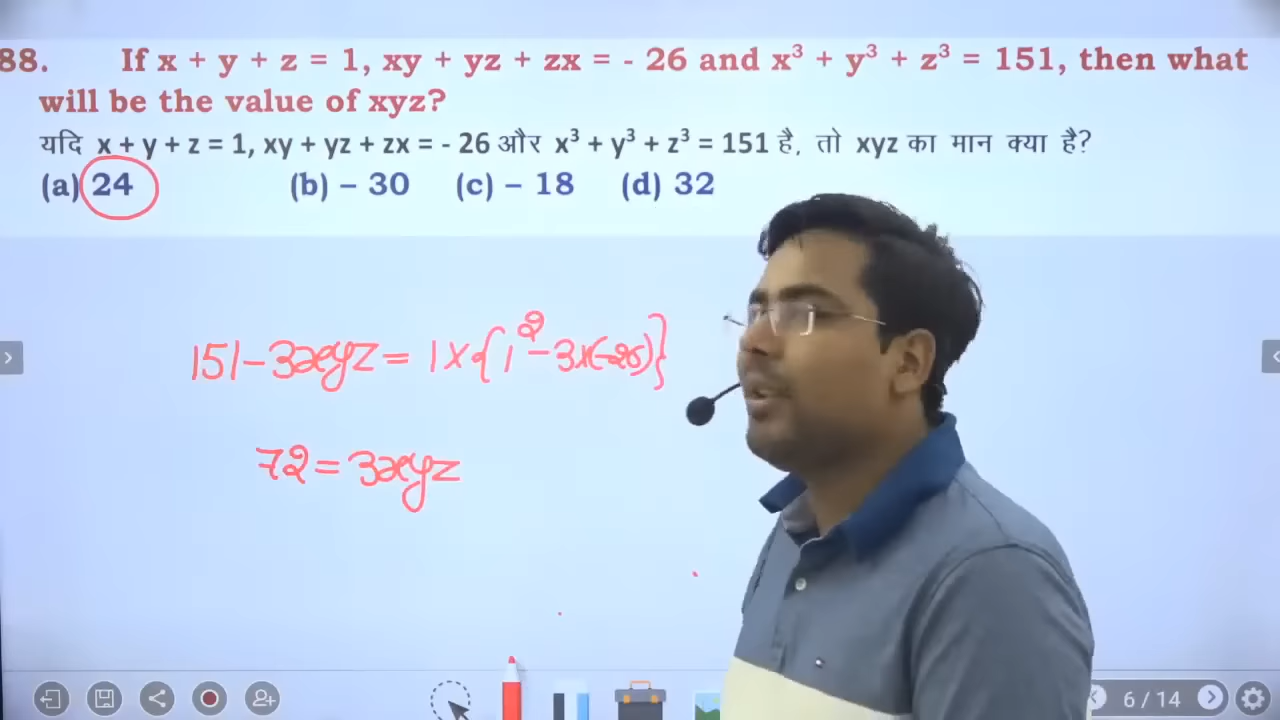 88. If x + y + z = 1, xy + yz + zx = - 26 and x³ + y³ + z³ = 151, then what
will be the value of xyz?
यदि x + y + z = 1, xy + yz + zx = - 26 और x³ + y³ + z³ = 151 है, तो xyz का मान क्या है?
(a) 24 (b) – 30 (c) – 18 (d) 32
151-3xyz = 1x{1²-3x(-26)}
72=3xyz
6 / 14